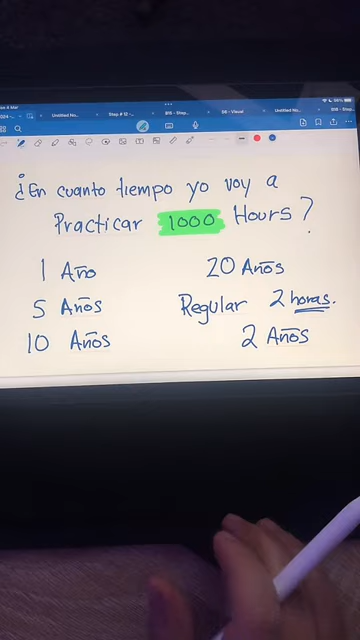 ¿En cuanto tiempo yo voy a
Practicar 1000 Hours?
1 Año
5 Años
10 Años
20 Años
Regular 2 horas.
2 Años